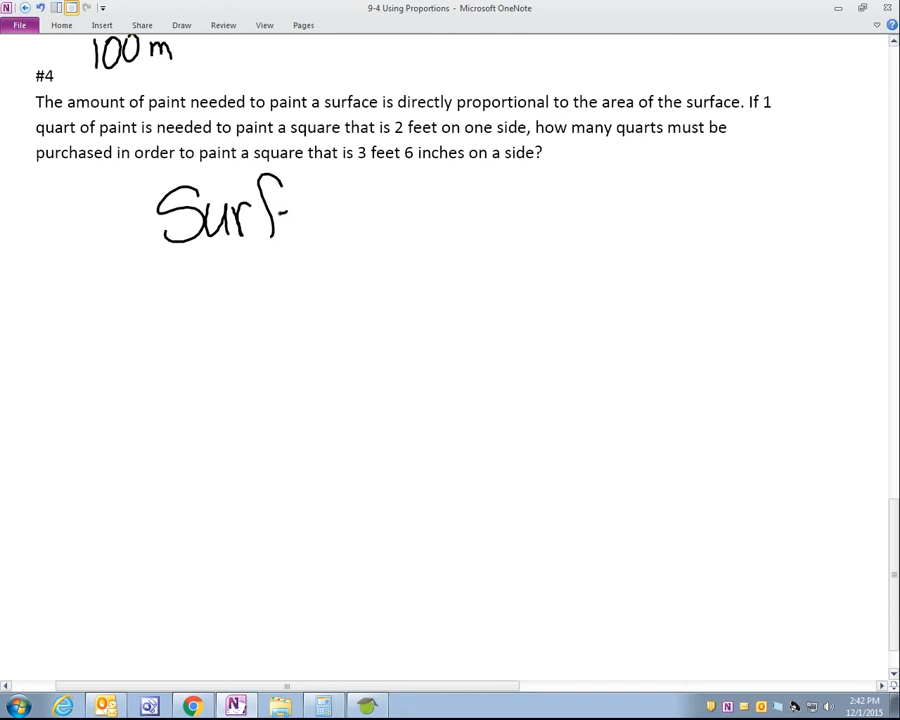 9-4 Using Proportions - Microsoft OneNote
File Home Insert Share Draw Review View Pages
100 m
#4
The amount of paint needed to paint a surface is directly proportional to the area of the surface. If 1
quart of paint is needed to paint a square that is 2 feet on one side, how many quarts must be
purchased in order to paint a square that is 3 feet 6 inches on a side?
Surf
2:42 PM
12/1/2015